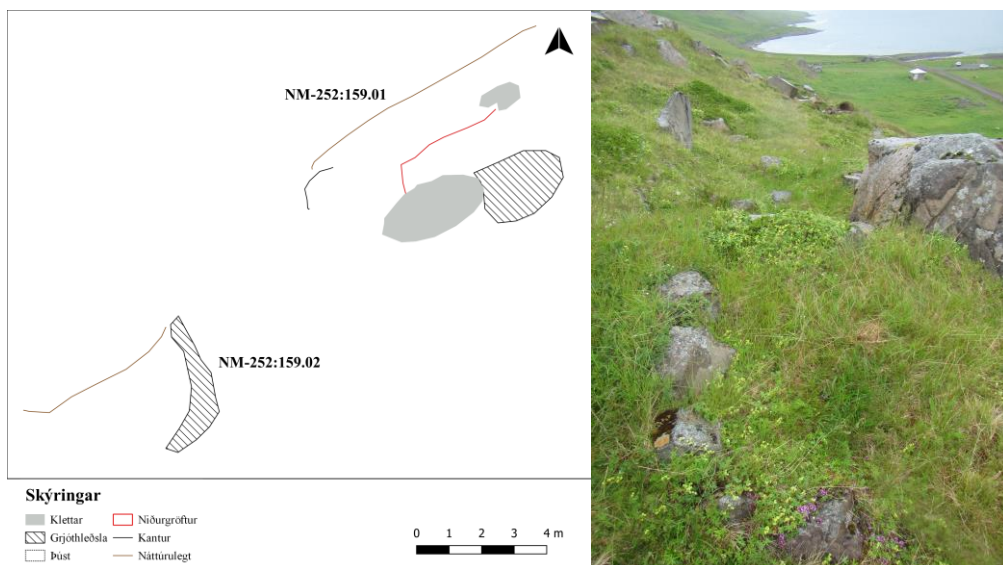 NM-252:159.01
NM-252:159.02
Skýringar
Klettar
Niðurgröftur
Grjóthleðsla
Kantur
Þúst
Náttúrulegt
0 1 2 3 4 m